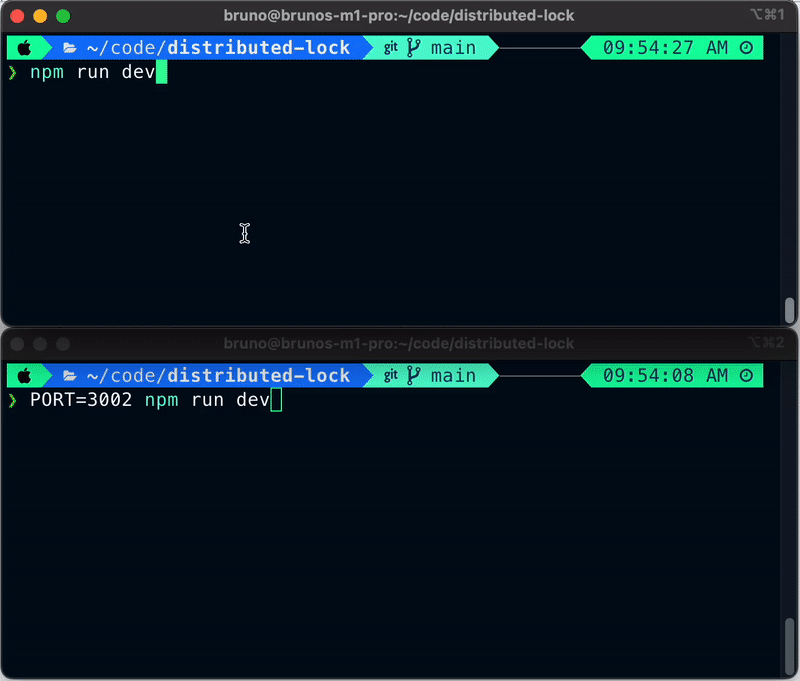 bruno@brunos-m1-pro:~/code/distributed-lock ⌥⌘1
~/code/distributed-lock git main 09:54:27 AM
❯ npm run dev
bruno@brunos-m1-pro:~/code/distributed-lock ⌥⌘2
~/code/distributed-lock git main 09:54:08 AM
❯ PORT=3002 npm run dev